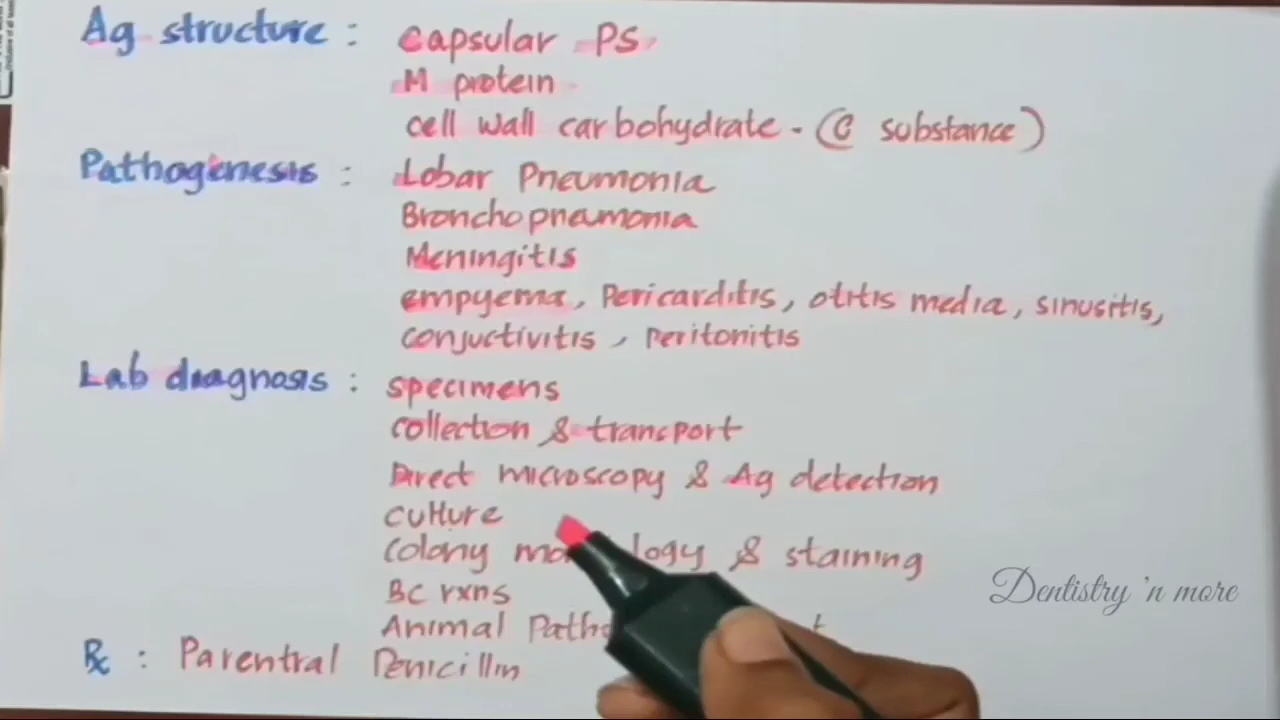 Ag structure : capsular PS
M protein
cell wall carbohydrate - (C substance)
Pathogenesis : Lobar Pneumonia
Bronchopneumonia
Meningitis
empyema, Pericarditis, otitis media, sinusitis,
conjuctivitis, Peritonitis
Lab diagnosis : specimens
collection & transport
Direct microscopy & Ag detection
culture
colony & staining
BC rxns
Animal
Rx : Parentral Penicillin
Dentistry 'n more